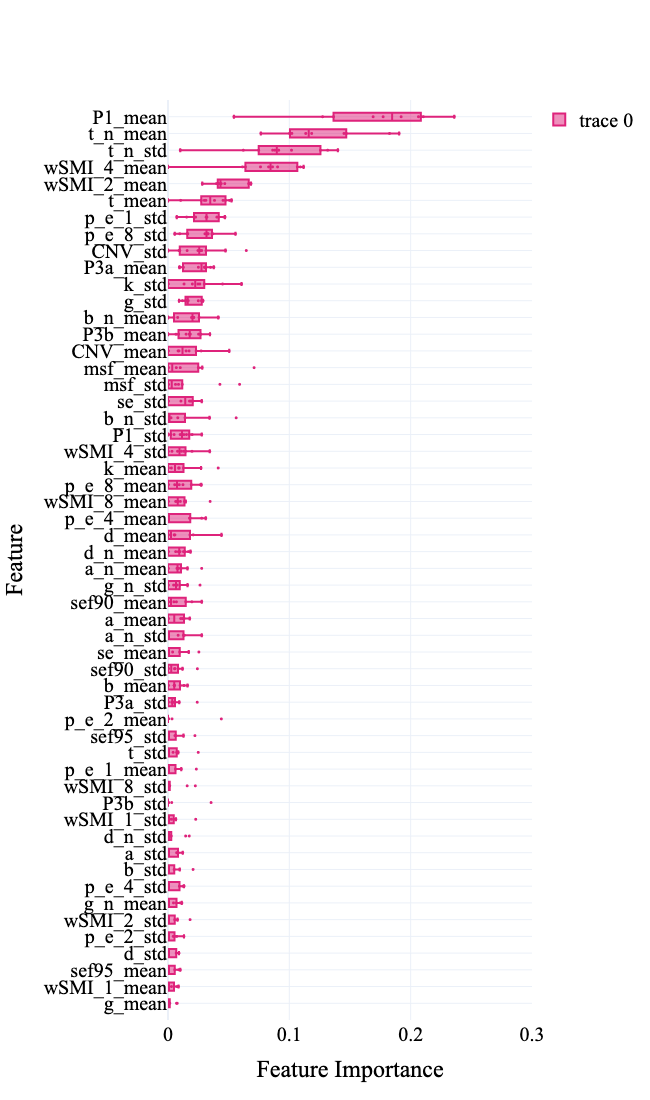 trace 0
P1_mean
t_n_mean
t_n_std
wSMI_4_mean
wSMI_2_mean
t_mean
p_e_1_std
p_e_8_std
CNV_std
P3a_mean
k_std
g_std
b_n_mean
P3b_mean
CNV_mean
msf_mean
msf_std
se_std
b_n_std
P1_std
wSMI_4_std
k_mean
p_e_8_mean
wSMI_8_mean
p_e_4_mean
d_mean
d_n_mean
a_n_mean
g_n_std
sef90_mean
a_mean
a_n_std
se_mean
sef90_std
b_mean
P3a_std
p_e_2_mean
sef95_std
t_std
p_e_1_mean
wSMI_8_std
P3b_std
wSMI_1_std
d_n_std
a_std
b_std
p_e_4_std
g_n_mean
wSMI_2_std
p_e_2_std
d_std
sef95_mean
wSMI_1_mean
g_mean
Feature
0 0.1 0.2 0.3
Feature Importance